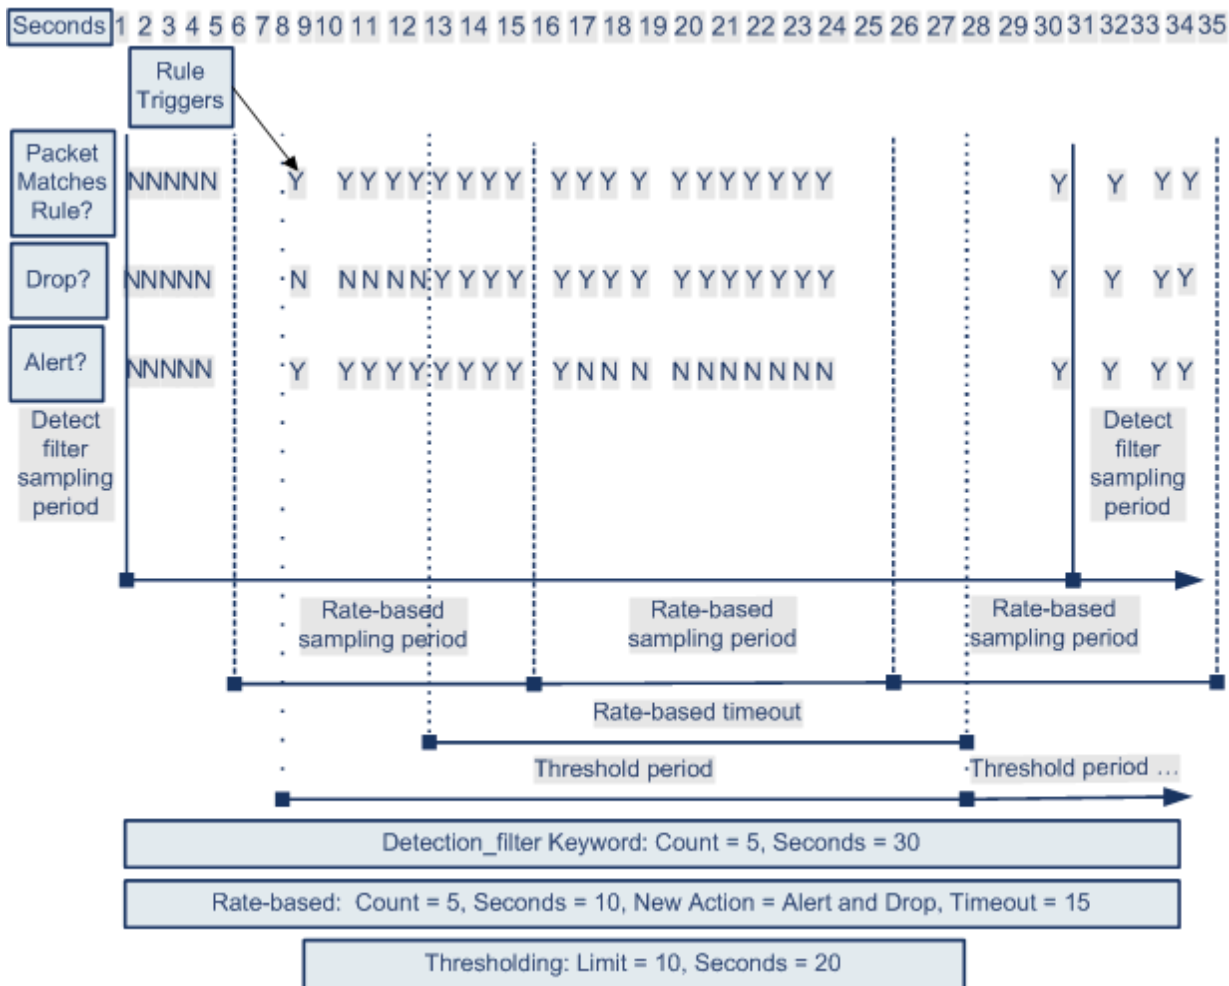 Seconds 1 2 3 4 5 6 7 8 9 10 11 12 13 14 15 16 17 18 19 20 21 22 23 24 25 26 27 28 29 30 31 32 33 34 35
Rule
Triggers
Packet
Matches
Rule?
NNNNN Y YYYYYYYY YYY Y YYYYYYY Y Y YY
Drop?
NNNNN N NNNNYYYY YYY Y YYYYYYY Y Y YY
Alert?
NNNNN Y YYYYYYYY YNN N NNNNNNN Y Y YY
Detect
filter
sampling
period
Detect
filter
sampling
period
Rate-based
sampling period
Rate-based
sampling period
Rate-based
sampling period
Rate-based timeout
Threshold period
Threshold period ...
Detection_filter Keyword: Count = 5, Seconds = 30
Rate-based: Count = 5, Seconds = 10, New Action = Alert and Drop, Timeout = 15
Thresholding: Limit = 10, Seconds = 20